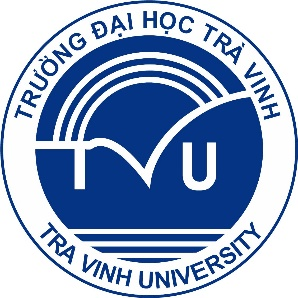 TRƯỜNG ĐẠI HỌC TRÀ VINH
TVU
TRA VINH UNIVERSITY